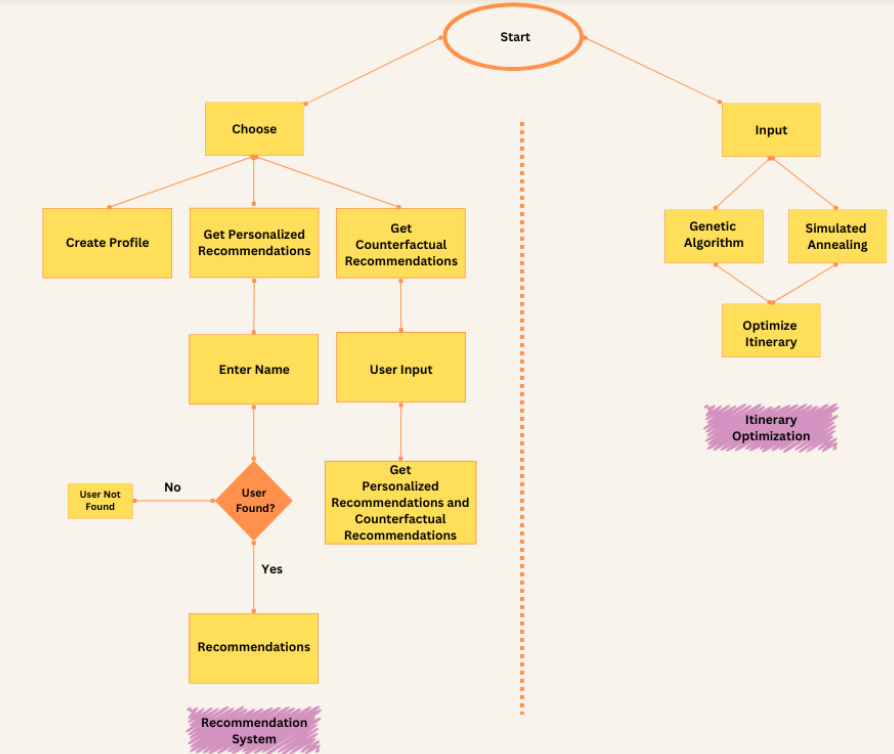 Start
Choose
Input
Create Profile
Get Personalized
Recommendations
Get
Counterfactual
Recommendations
Genetic
Algorithm
Simulated
Annealing
Optimize
Itinerary
Enter Name
User Input
Itinerary
Optimization
User Not
Found
No
User
Found?
Get
Personalized
Recommendations and
Counterfactual
Recommendations
Yes
Recommendations
Recommendation
System